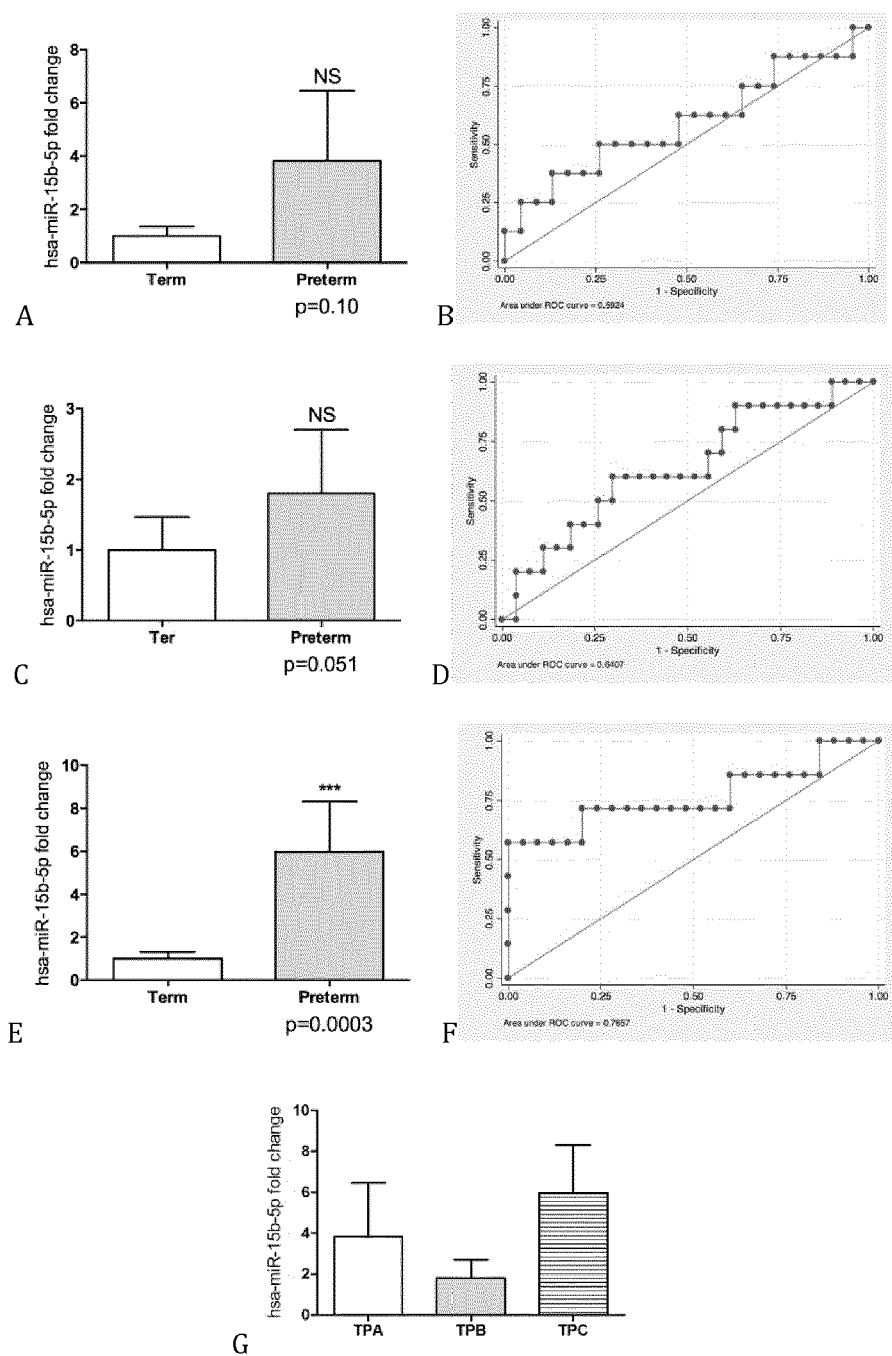 hsa-miR-15b-5p fold change
8
6
4
2
0
NS
Term
Preterm
p=0.10
A
Sensitivity
1.00
0.75
0.50
0.25
0.00
0.00
0.25
0.50
0.75
1.00
1 - Specificity
Area under ROC curve = 0.5924
B
hsa-miR-15b-5p fold change
3
2
1
0
NS
Ter
Preterm
p=0.051
C
Sensitivity
1.00
0.75
0.50
0.25
0.00
0.00
0.25
0.50
0.75
1.00
1 - Specificity
Area under ROC curve = 0.6407
D
hsa-miR-15b-5p fold change
10
8
6
4
2
0
***
Term
Preterm
p=0.0003
E
Sensitivity
1.00
0.75
0.50
0.25
0.00
0.00
0.25
0.50
0.75
1.00
1 - Specificity
Area under ROC curve = 0.7657
F
hsa-miR-15b-5p fold change
10
8
6
4
2
0
TPA
TPB
TPC
G